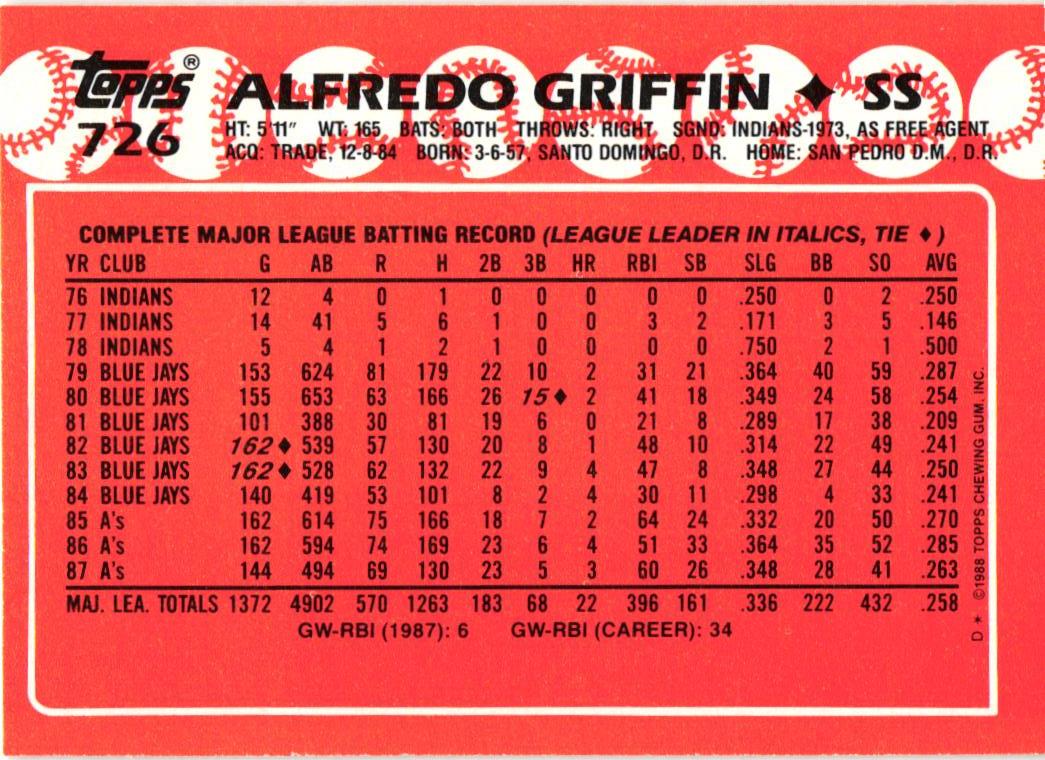 topps® ALFREDO GRIFFIN ♦ SS
726 HT: 5'11" WT: 165 BATS: BOTH THROWS: RIGHT SGND: INDIANS-1973, AS FREE AGENT
ACQ: TRADE, 12-8-84 BORN: 3-6-57, SANTO DOMINGO, D.R. HOME: SAN PEDRO D.M., D.R.
COMPLETE MAJOR LEAGUE BATTING RECORD (LEAGUE LEADER IN ITALICS, TIE ♦)
YR CLUB G AB R H 2B 3B HR RBI SB SLG BB SO AVG
76 INDIANS 12 4 0 1 0 0 0 0 0 .250 0 2 .250
77 INDIANS 14 41 5 6 1 0 0 3 2 .171 3 5 .146
78 INDIANS 5 4 1 2 1 0 0 0 0 .750 2 1 .500
79 BLUE JAYS 153 624 81 179 22 10 2 31 21 .364 40 59 .287
80 BLUE JAYS 155 653 63 166 26 15♦ 2 41 18 .349 24 58 .254
81 BLUE JAYS 101 388 30 81 19 6 0 21 8 .289 17 38 .209
82 BLUE JAYS 162♦ 539 57 130 20 8 1 48 10 .314 22 49 .241
83 BLUE JAYS 162♦ 528 62 132 22 9 4 47 8 .348 27 44 .250
84 BLUE JAYS 140 419 53 101 8 2 4 30 11 .298 4 33 .241
85 A's 162 614 75 166 18 7 2 64 24 .332 20 50 .270
86 A's 162 594 74 169 23 6 4 51 33 .364 35 52 .285
87 A's 144 494 69 130 23 5 3 60 26 .348 28 41 .263
MAJ. LEA. TOTALS 1372 4902 570 1263 183 68 22 396 161 .336 222 432 .258
GW-RBI (1987): 6 GW-RBI (CAREER): 34
D✶ ©1988 TOPPS CHEWING GUM, INC.